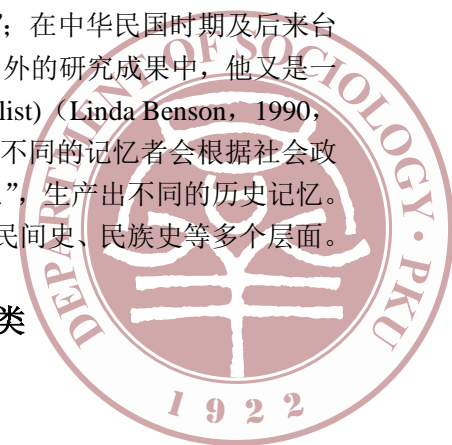 ；在中华民国时期及后来台
外的研究成果中，他又是一
list)（Linda Benson，1990，
不同的记忆者会根据社会政
”，生产出不同的历史记忆。
民间史、民族史等多个层面。
类
DEPARTMENT OF SOCIOLOGY · PKU
1922